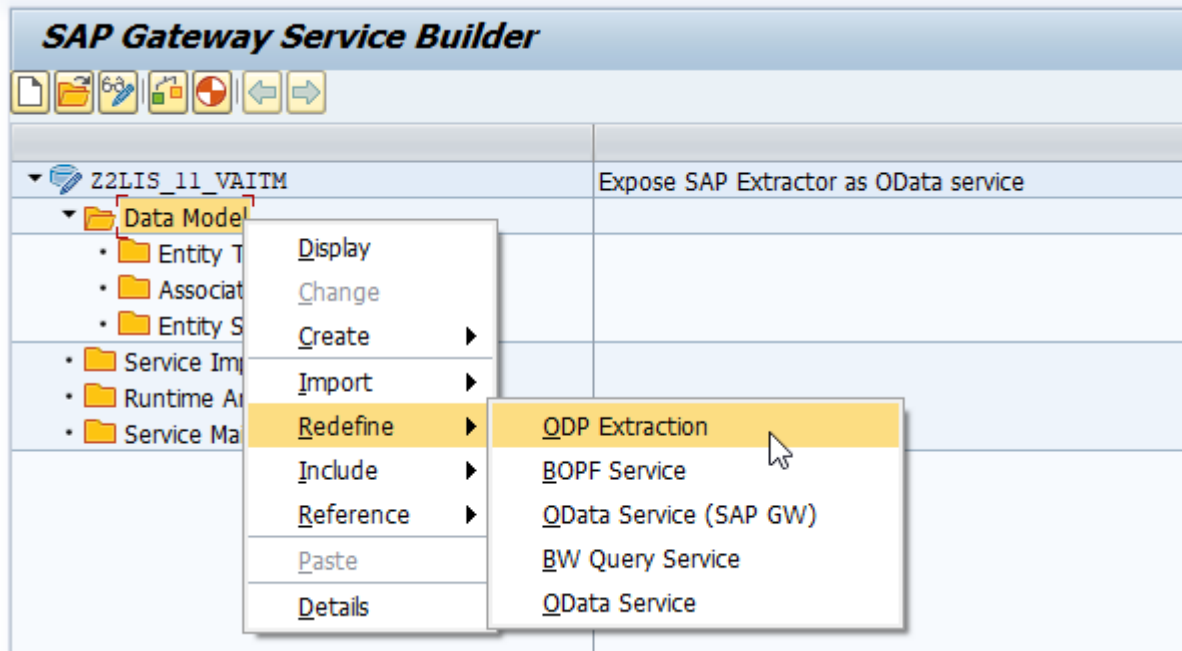 SAP Gateway Service Builder
Z2LIS_11_VAITM
Expose SAP Extractor as OData service
Data Model
Entity T
Associat
Entity S
Service Imp
Runtime Ar
Service Mai
Display
Change
Create
Import
Redefine
Include
Reference
Paste
Details
ODP Extraction
BOPF Service
OData Service (SAP GW)
BW Query Service
OData Service